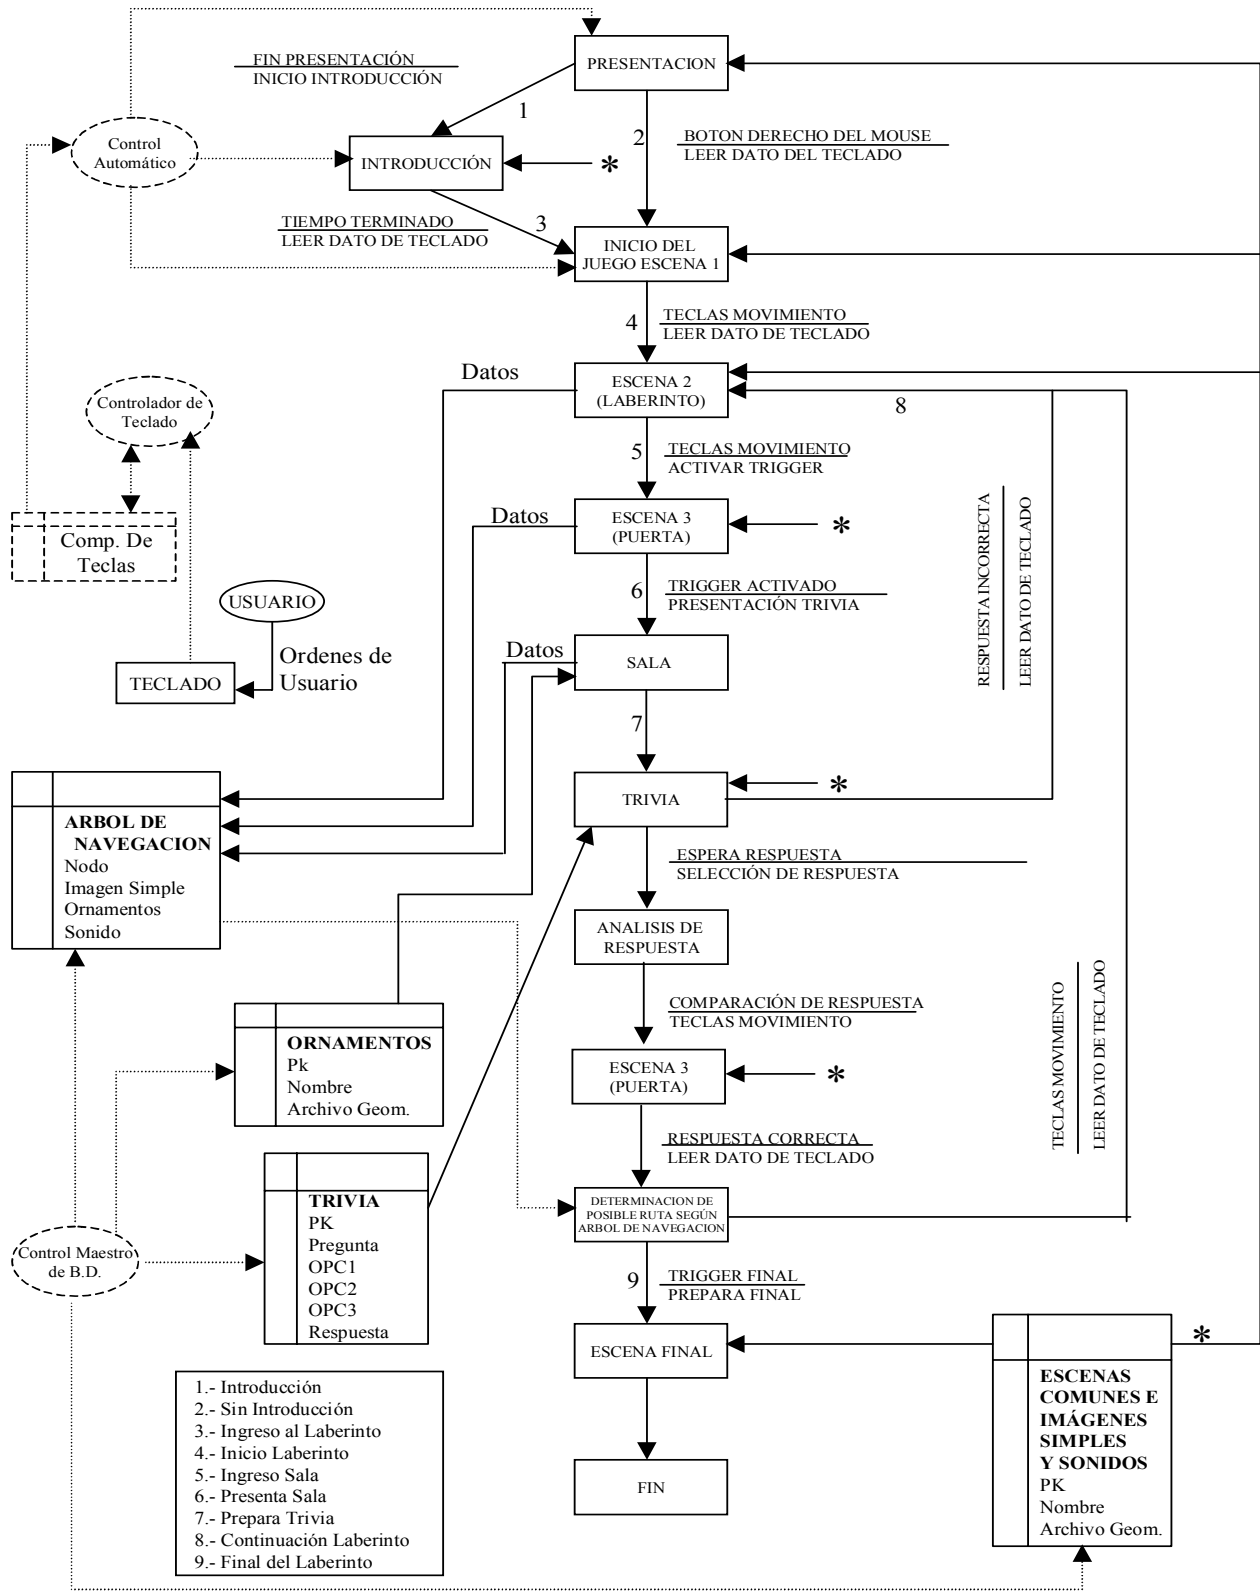 FIN PRESENTACIÓN
INICIO INTRODUCCIÓN
PRESENTACION
1
2
BOTON DERECHO DEL MOUSE
LEER DATO DEL TECLADO
Control
Automático
INTRODUCCIÓN
*
TIEMPO TERMINADO
LEER DATO DE TECLADO
3
INICIO DEL
JUEGO ESCENA 1
4
TECLAS MOVIMIENTO
LEER DATO DE TECLADO
Datos
ESCENA 2
(LABERINTO)
8
Controlador de
Teclado
5
TECLAS MOVIMIENTO
ACTIVAR TRIGGER
RESPUESTA INCORRECTA
LEER DATO DE TECLADO
Datos
ESCENA 3
(PUERTA)
*
Comp. De
Teclas
6
TRIGGER ACTIVADO
PRESENTACIÓN TRIVIA
USUARIO
Ordenes de
Usuario
TECLADO
Datos
SALA
7
TRIVIA
*
ARBOL DE
NAVEGACION
Nodo
Imagen Simple
Ornamentos
Sonido
ESPERA RESPUESTA
SELECCIÓN DE RESPUESTA
ANALISIS DE
RESPUESTA
COMPARACIÓN DE RESPUESTA
TECLAS MOVIMIENTO
TECLAS MOVIMIENTO
LEER DATO DE TECLADO
ORNAMENTOS
Pk
Nombre
Archivo Geom.
ESCENA 3
(PUERTA)
*
RESPUESTA CORRECTA
LEER DATO DE TECLADO
TRIVIA
PK
Pregunta
OPC1
OPC2
OPC3
Respuesta
DETERMINACION DE
POSIBLE RUTA SEGÚN
ARBOL DE NAVEGACION
Control Maestro
de B.D.
9
TRIGGER FINAL
PREPARA FINAL
ESCENA FINAL
*
ESCENAS
COMUNES E
IMÁGENES
SIMPLES
Y SONIDOS
PK
Nombre
Archivo Geom.
FIN
1.- Introducción
2.- Sin Introducción
3.- Ingreso al Laberinto
4.- Inicio Laberinto
5.- Ingreso Sala
6.- Presenta Sala
7.- Prepara Trivia
8.- Continuación Laberinto
9.- Final del Laberinto